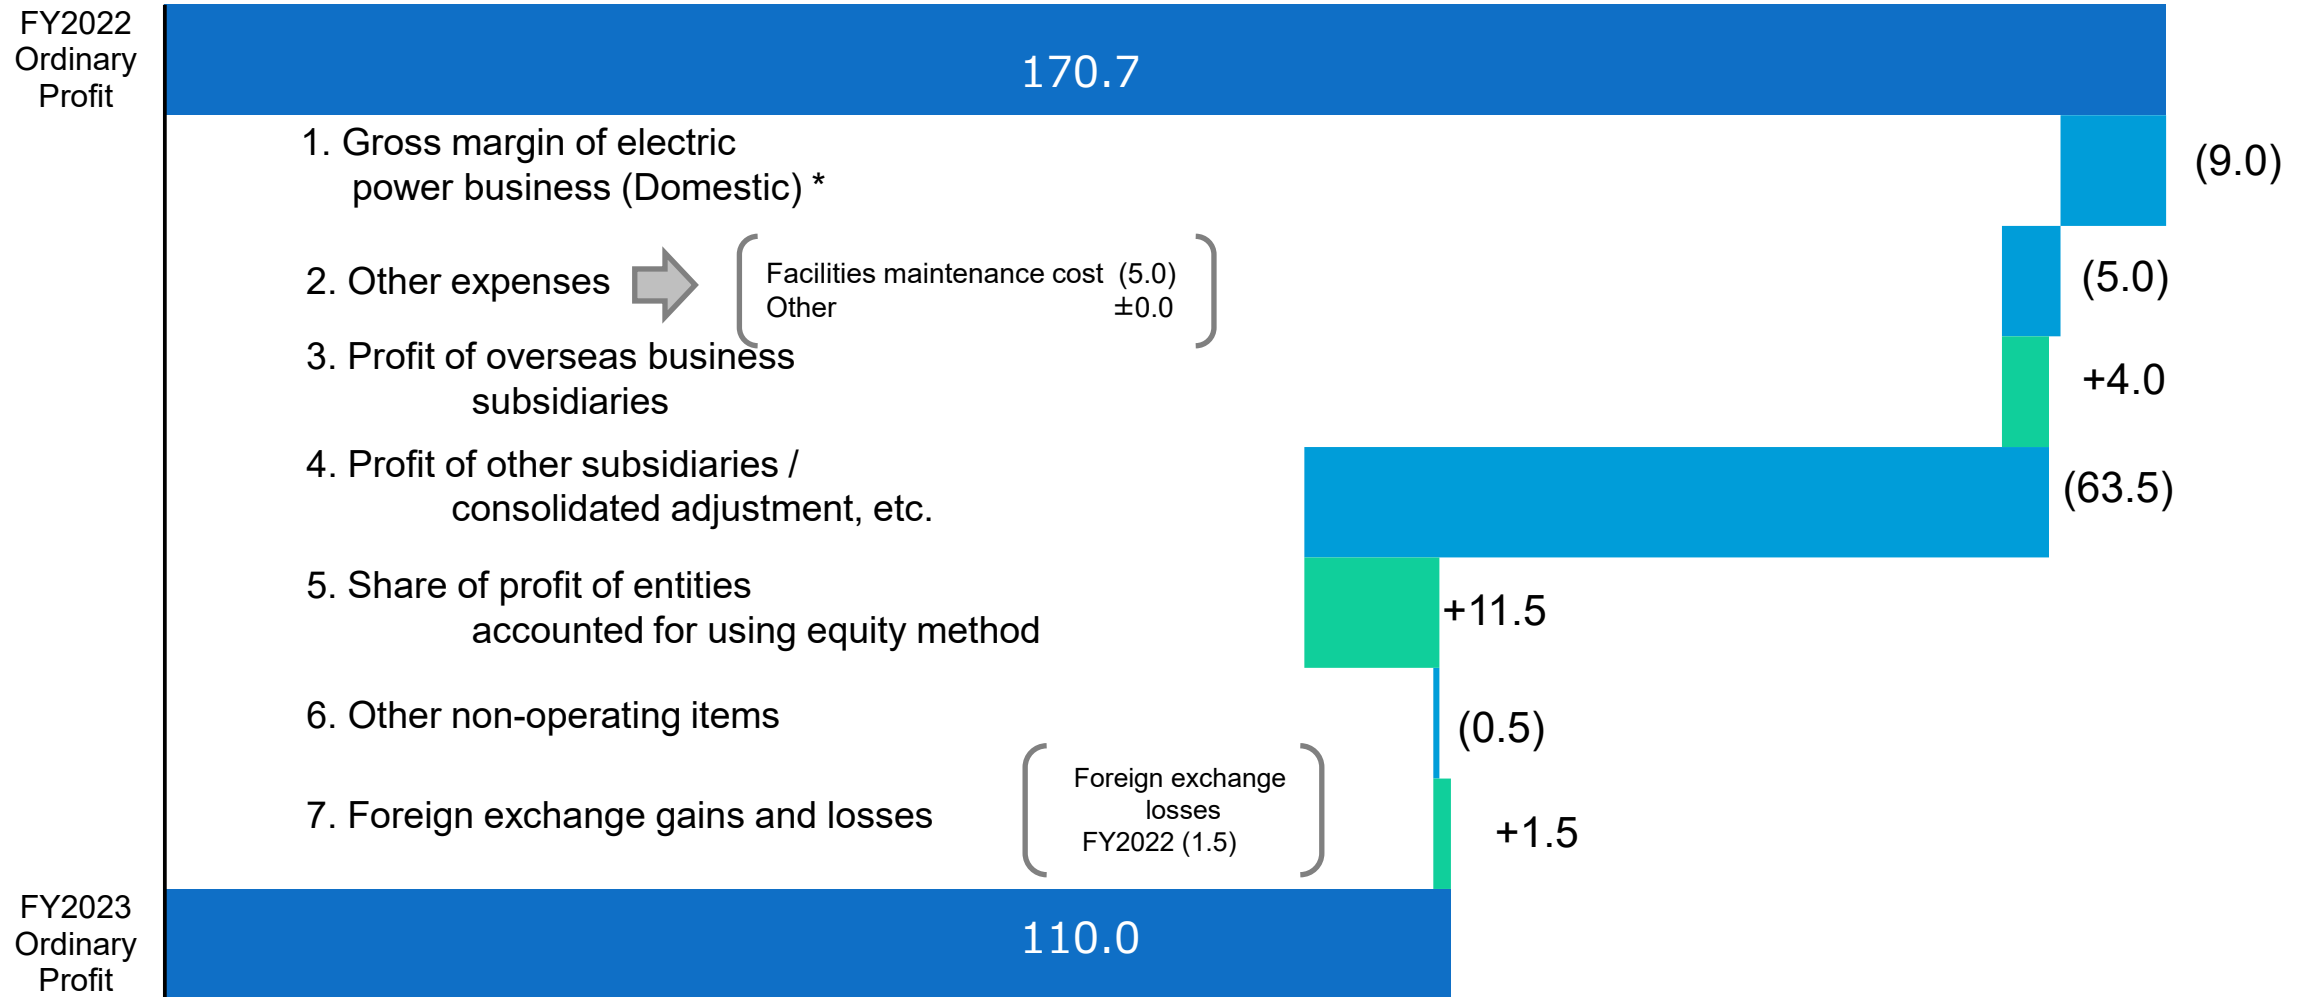 FY2022
Ordinary
Profit
170.7
1. Gross margin of electric
power business (Domestic) *
(9.0)
2. Other expenses
Facilities maintenance cost (5.0)
Other ±0.0
(5.0)
3. Profit of overseas business
subsidiaries
+4.0
4. Profit of other subsidiaries /
consolidated adjustment, etc.
(63.5)
5. Share of profit of entities
accounted for using equity method
+11.5
6. Other non-operating items
(0.5)
7. Foreign exchange gains and losses
Foreign exchange
losses
FY2022 (1.5)
+1.5
FY2023
Ordinary
Profit
110.0